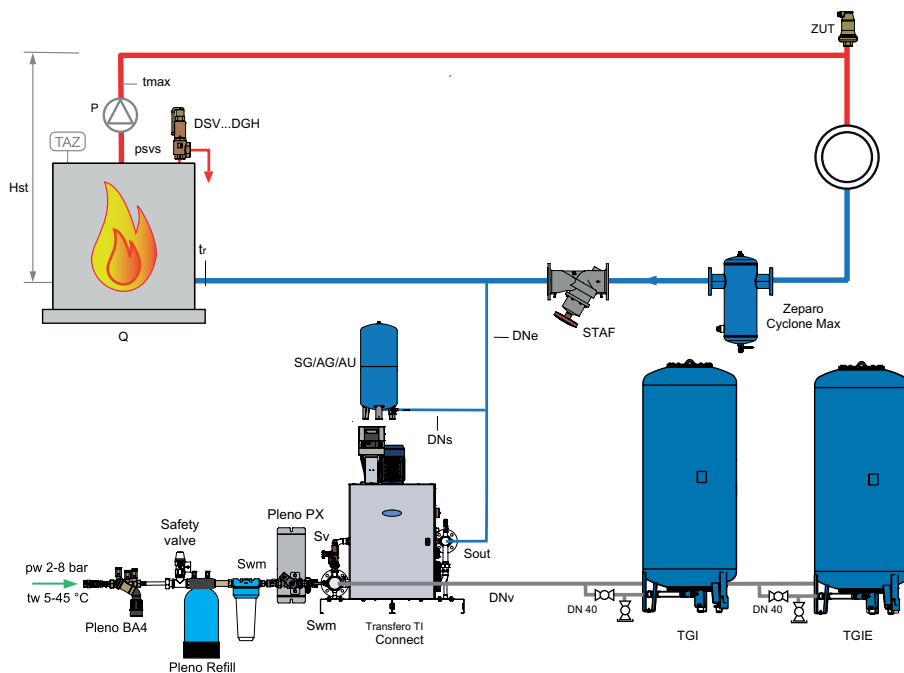 ZUT
tmax
P
DSV...DGH
TAZ
psvs
Hst
tr
Q
DNe
STAF
Zeparo
Cyclone Max
SG/AG/AU
DNs
Pleno PX
Safety
valve
Sv
Sout
Swm
pw 2-8 bar
tw 5-45 °C
Pleno BA4
Swm
DNv
DN 40
DN 40
Transfero TI
Connect
TGI
TGIE
Pleno Refill